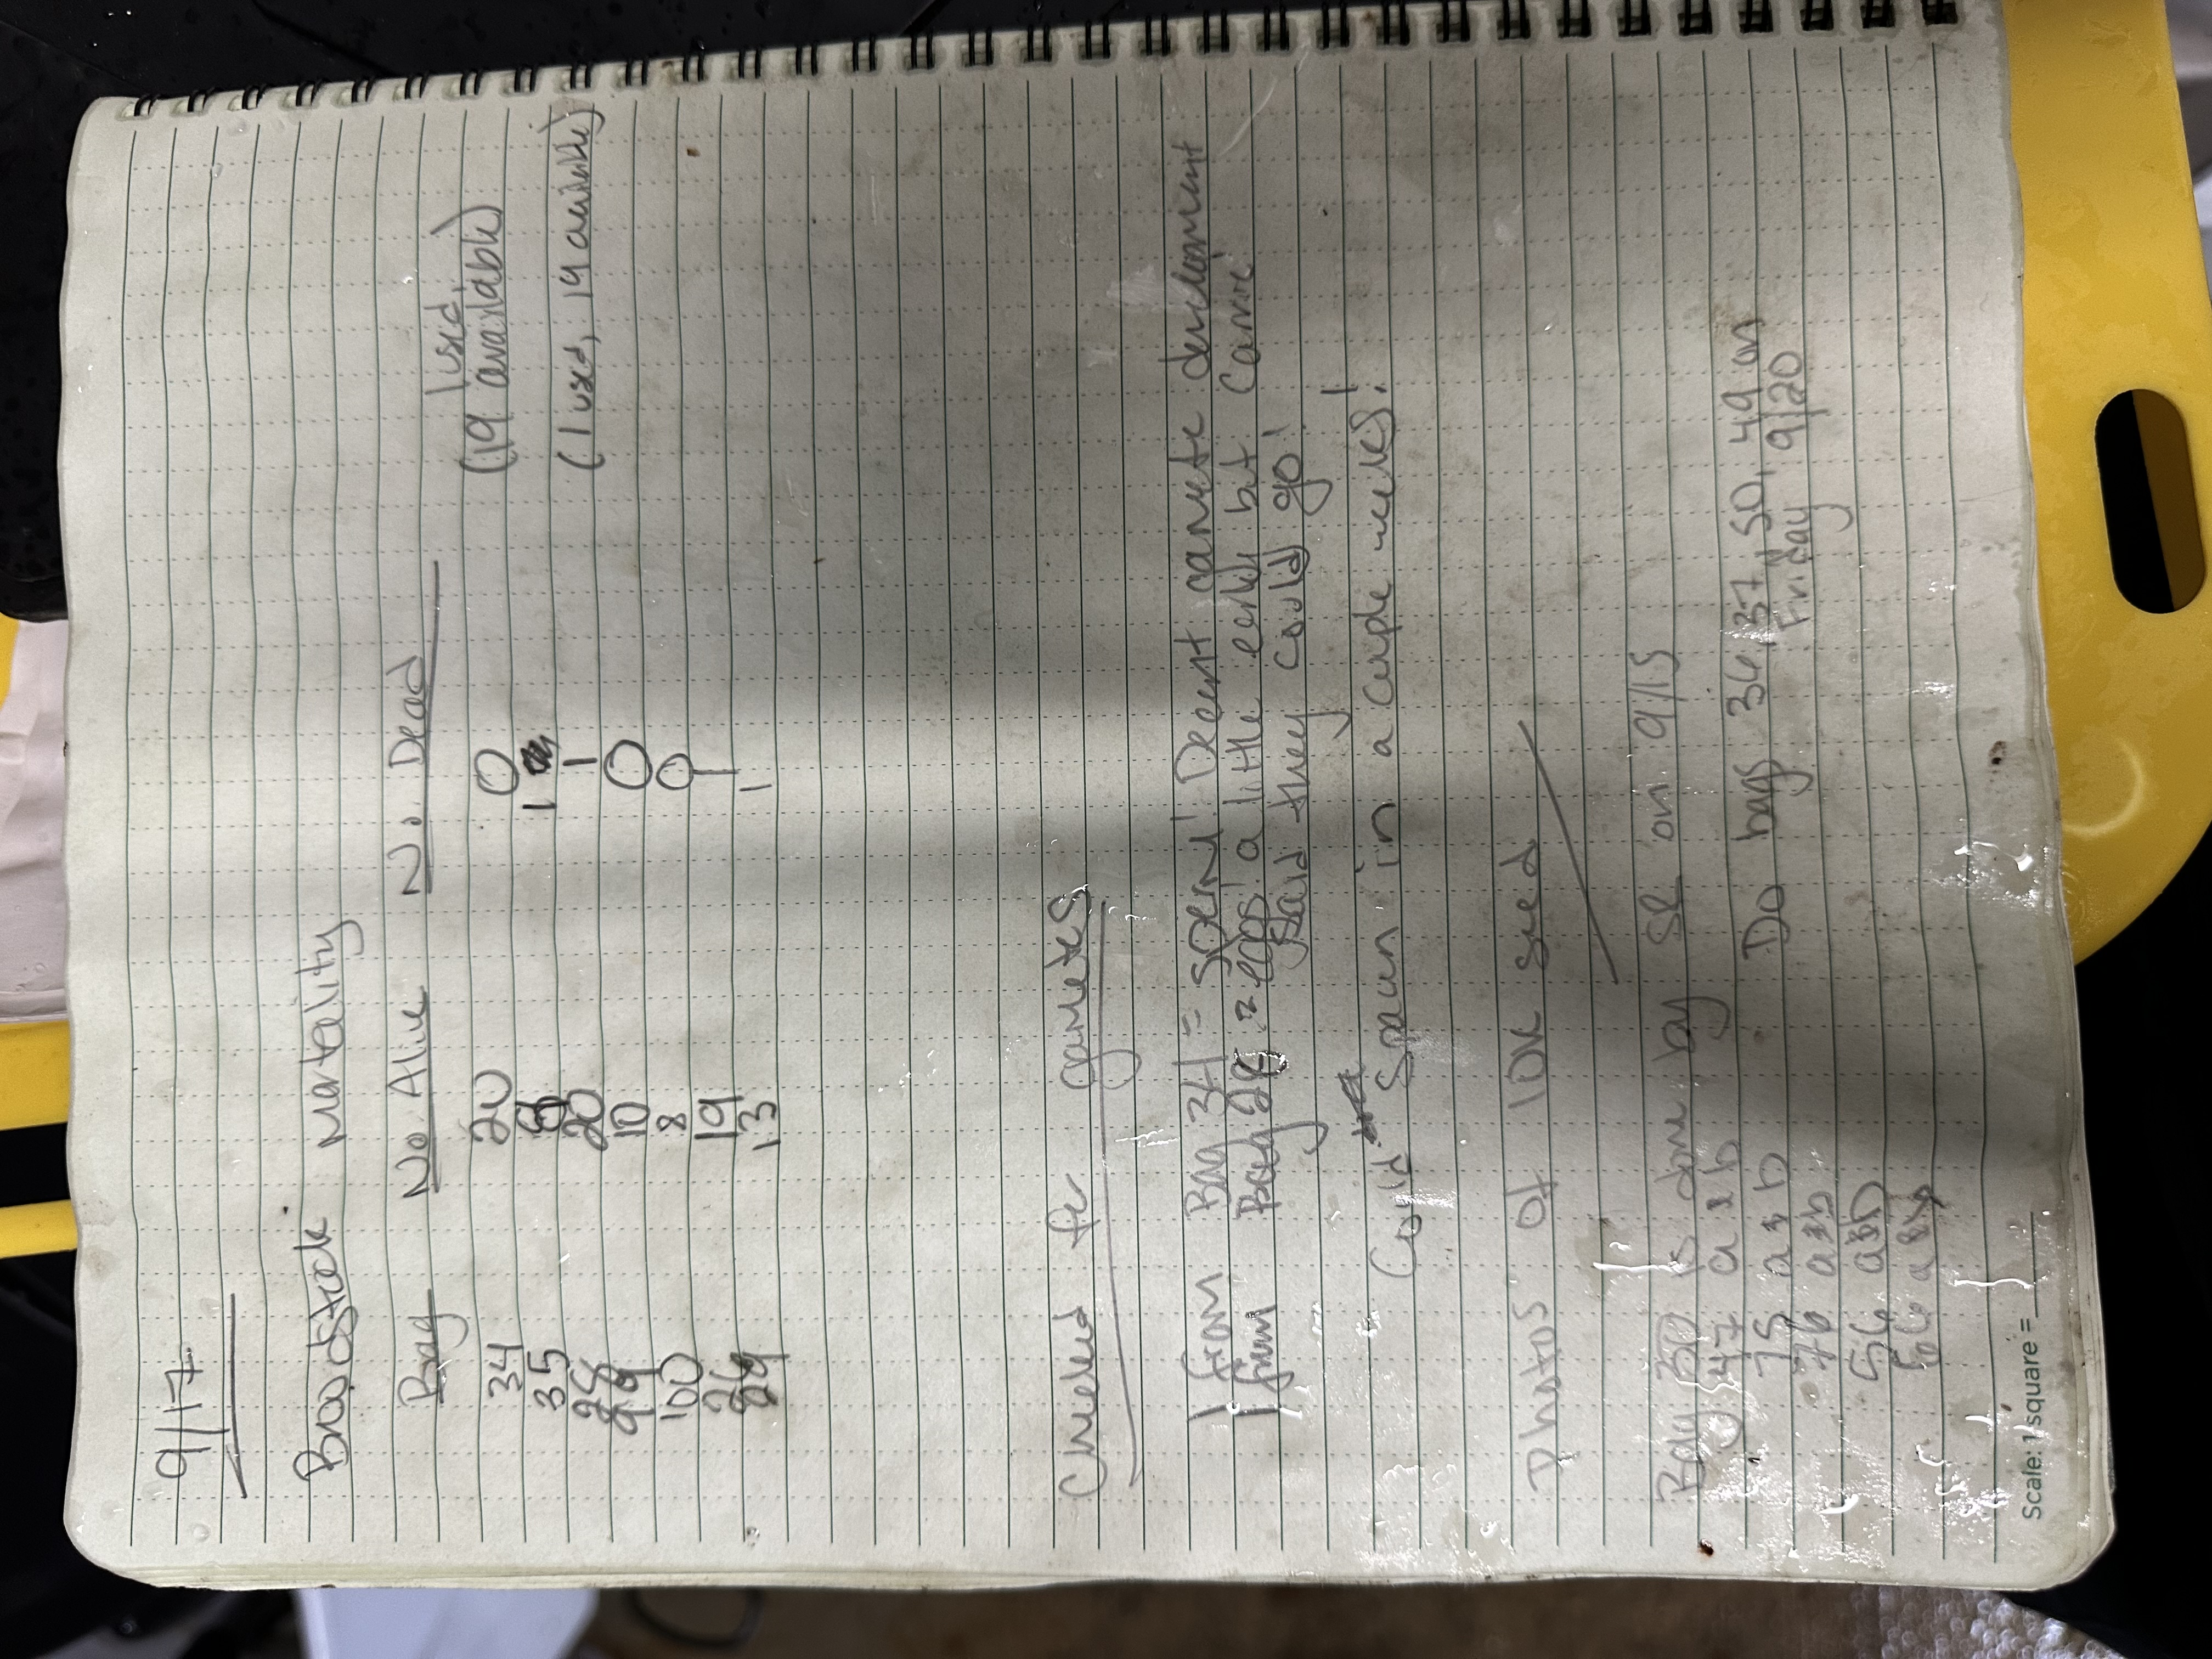 9/17
Broodstock Mortality
Bag No Alive No. Dead
34 20 0 (1 used, 19 available)
35 1
28 20 1 (1 used, 19 available)
99 10 0
100 8 0
26 19 1
29 13 1
Checked for gametes
1 from Bag 34 = sperm! Decent gamete development
1 from Bag 28 = eggs! a little early but Carrie
said they could go!
Could spawn in a couple weeks!
Photos of 10K seed
Bag 30 is done by SR on 9/15
47 a & b
75 a & b Do bags 36, 37, 50, 49 on
76 a & b Friday 9/20
56 a & b
66 a & b
Scale: 1 square =